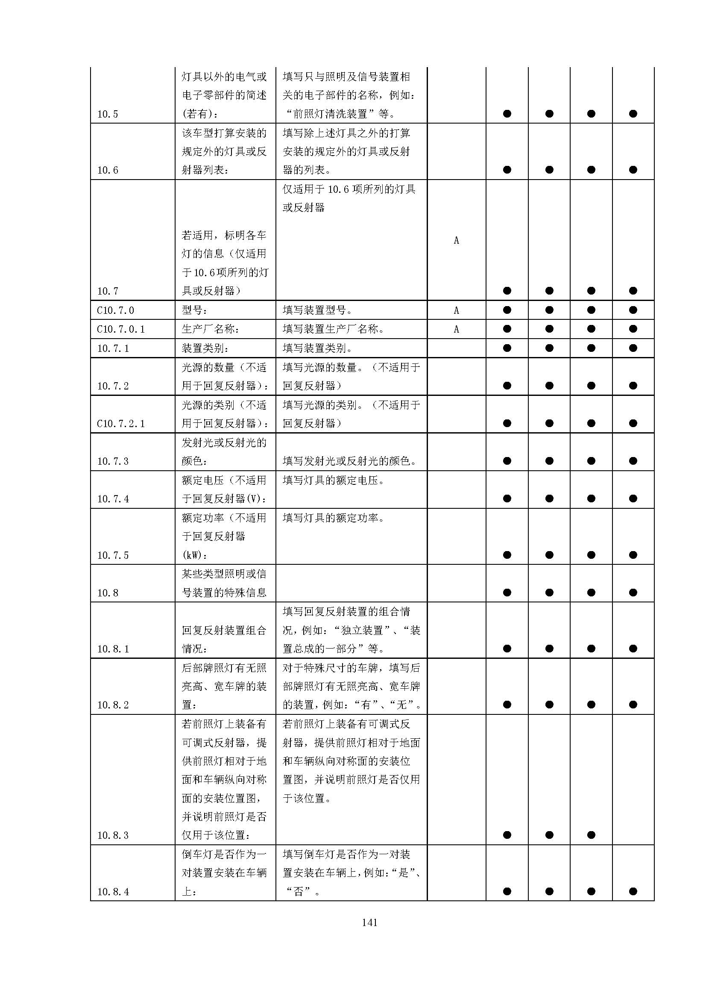 10.5
灯具以外的电气或
电子零部件的简述
(若有):
填写只与照明及信号装置相
关的电子部件的名称，例如：
“前照灯清洗装置”等。
● ● ● ●
10.6
该车型打算安装的
规定外的灯具或反
射器列表：
填写除上述灯具之外的打算
安装的规定外的灯具或反射
器的列表。
● ● ● ●
10.7
若适用，标明各车
灯的信息（仅适用
于10.6项所列的灯
具或反射器）
仅适用于 10.6 项所列的灯具
或反射器
A
● ● ● ●
C10.7.0
型号：
填写装置型号。
A
● ● ● ●
C10.7.0.1
生产厂名称：
填写装置生产厂名称。
A
● ● ● ●
10.7.1
装置类别：
填写装置类别。
● ● ● ●
10.7.2
光源的数量（不适
用于回复反射器）：
填写光源的数量。（不适用于
回复反射器）
● ● ● ●
C10.7.2.1
光源的类别（不适
用于回复反射器）：
填写光源的类别。（不适用于
回复反射器）
● ● ● ●
10.7.3
发射光或反射光的
颜色：
填写发射光或反射光的颜色。
● ● ● ●
10.7.4
额定电压（不适用
于回复反射器(V)：
填写灯具的额定电压。
● ● ● ●
10.7.5
额定功率（不适用
于回复反射器
(kW)：
填写灯具的额定功率。
● ● ● ●
10.8
某些类型照明或信
号装置的特殊信息
● ● ● ●
10.8.1
回复反射装置组合
情况：
填写回复反射装置的组合情
况，例如：“独立装置”、“装
置总成的一部分”等。
● ● ● ●
10.8.2
后部牌照灯有无照
亮高、宽车牌的装
置：
对于特殊尺寸的车牌，填写后
部牌照灯有无照亮高、宽车牌
的装置，例如：“有”、“无”。
● ● ● ●
10.8.3
若前照灯上装备有
可调式反射器，提
供前照灯相对于地
面和车辆纵向对称
面的安装位置图，
并说明前照灯是否
仅用于该位置：
若前照灯上装备有可调式反
射器，提供前照灯相对于地面
和车辆纵向对称面的安装位
置图，并说明前照灯是否仅用
于该位置。
● ● ●
10.8.4
倒车灯是否作为一
对装置安装在车辆
上：
填写倒车灯是否作为一对装
置安装在车辆上，例如：“是”、
“否”。
● ● ● ●
141